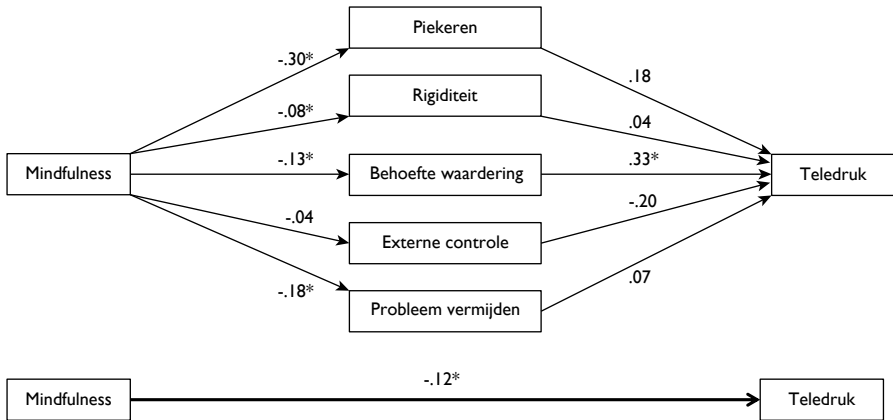 Piekeren
-.30*
.18
Rigiditeit
-.08*
.04
Mindfulness
-.13*
Behoefte waardering
.33*
Teledruk
-.04
Externe controle
-.20
-.18*
Probleem vermijden
.07
Mindfulness
-.12*
Teledruk